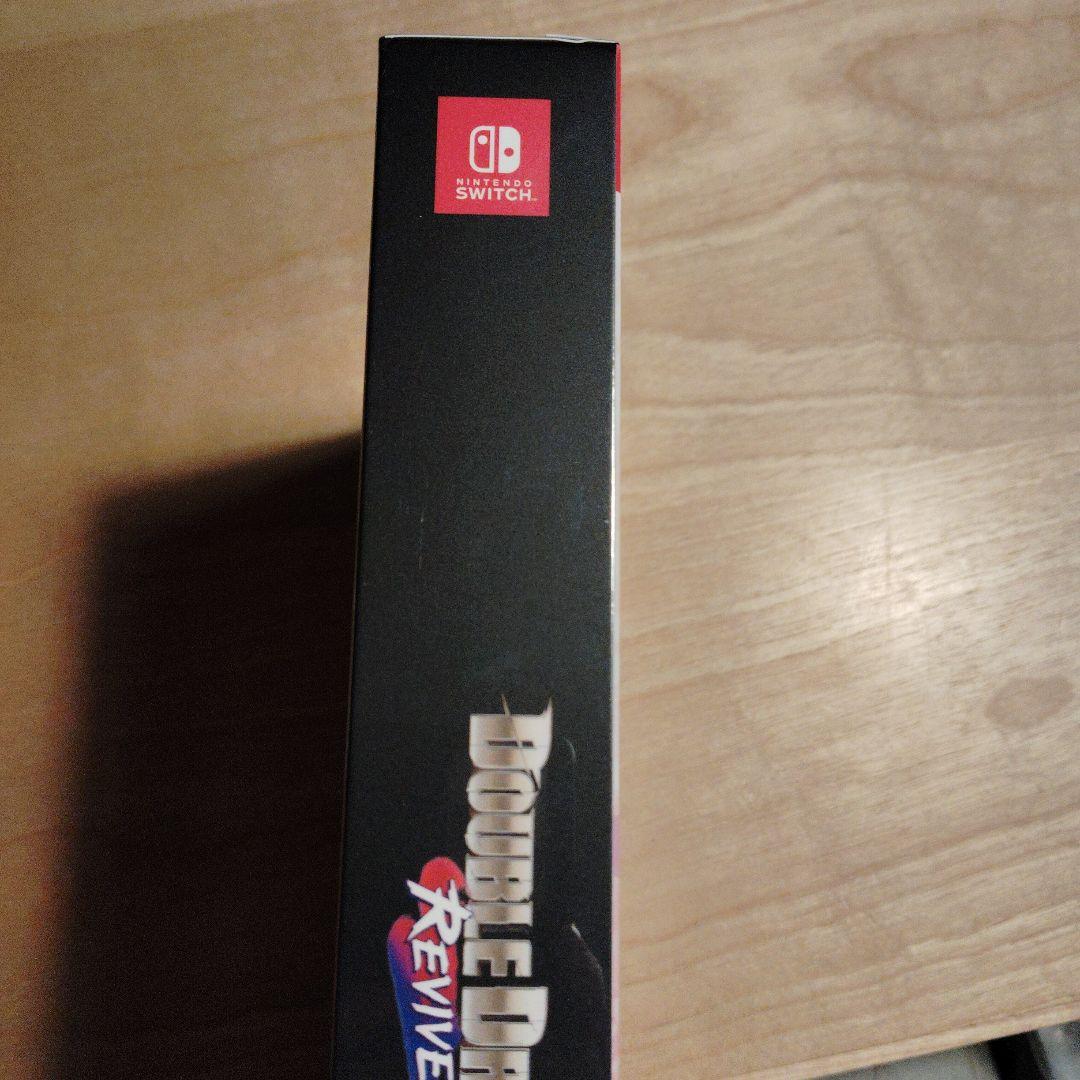 NINTENDO
SWITCH
DOUBLE DR
REVIVE